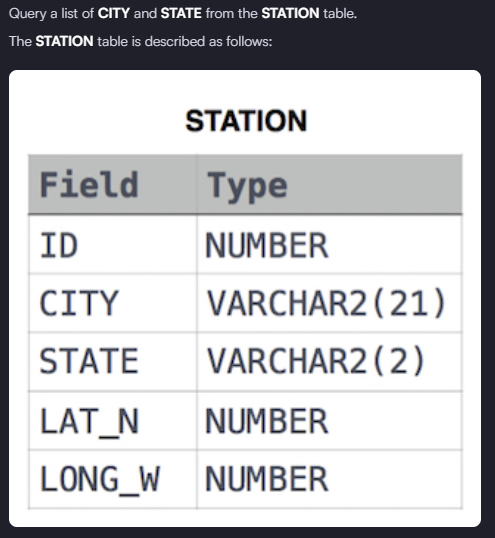 Query a list of CITY and STATE from the STATION table.
The STATION table is described as follows:
STATION
Field Type
ID NUMBER
CITY VARCHAR2(21)
STATE VARCHAR2(2)
LAT_N NUMBER
LONG_W NUMBER